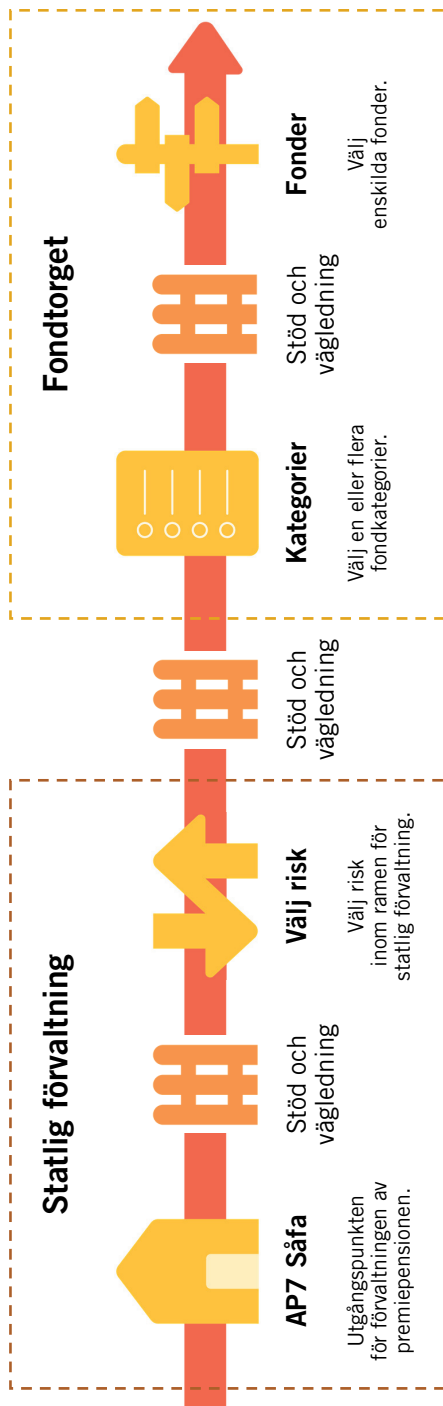 Statlig förvaltning
AP7 Såfa
Utgångspunkten
för förvaltningen av
premiepensionen.
Stöd och
vägledning
Välj risk
Välj risk
inom ramen för
statlig förvaltning.
Stöd och
vägledning
Fondtorget
Kategorier
Välj en eller flera
fondkategorier.
Stöd och
vägledning
Fonder
Välj
enskilda fonder.